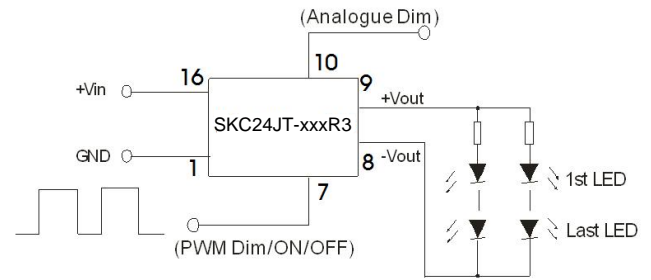 (Analogue Dim)
10
16
9
+Vin
+Vout
SKC24JT-xxxR3
GND
1
8
-Vout
7
1st LED
Last LED
(PWM Dim/ON/OFF)